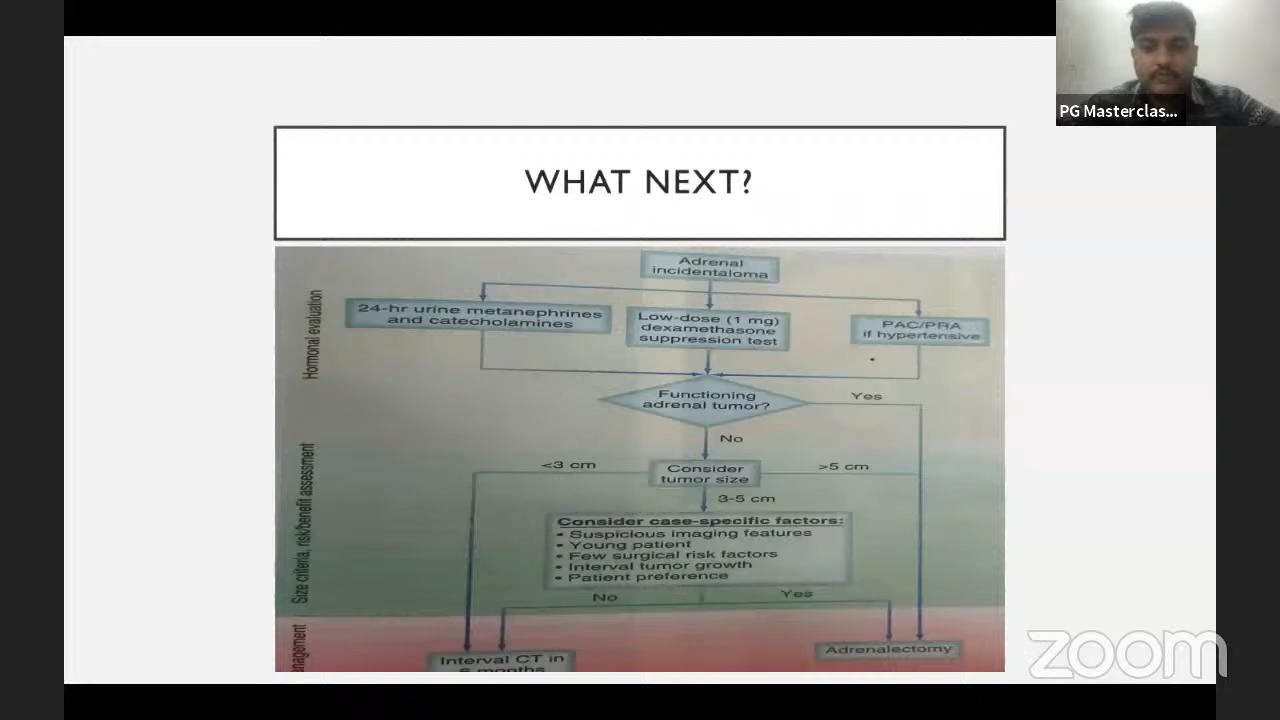 PG Masterclas...
WHAT NEXT?
Adrenal
incidentaloma
24-hr urine metanephrines
and catecholamines
Low-dose (1 mg)
dexamethasone
suppression test
PAC/PRA
if hypertensive
Hormonal evaluation
Functioning
adrenal tumor?
Yes
No
Consider
tumor size
<3 cm
>5 cm
3-5 cm
Size criteria, risk/benefit assessment
Consider case-specific factors:
• Suspicious imaging features
• Young patient
• Few surgical risk factors
• Interval tumor growth
• Patient preference
No
Yes
nagement
Interval CT in
6 months
Adrenalectomy
zoom